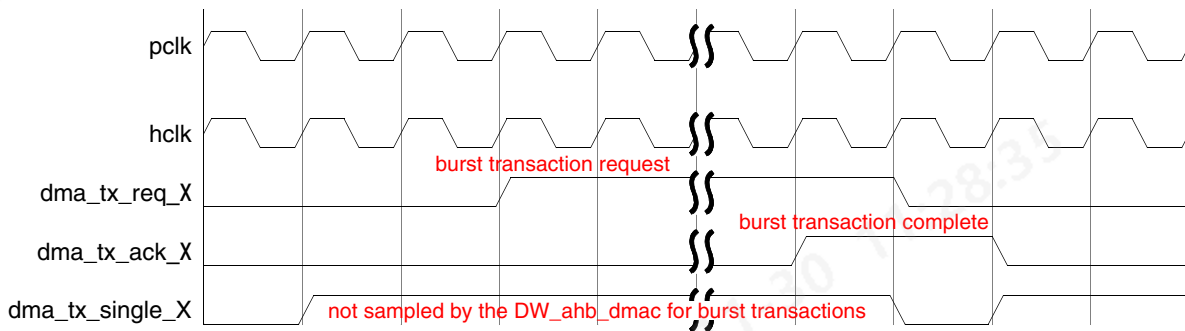 pclk
hclk
burst transaction request
dma_tx_req_X
burst transaction complete
dma_tx_ack_X
dma_tx_single_X
not sampled by the DW_ahb_dmac for burst transactions